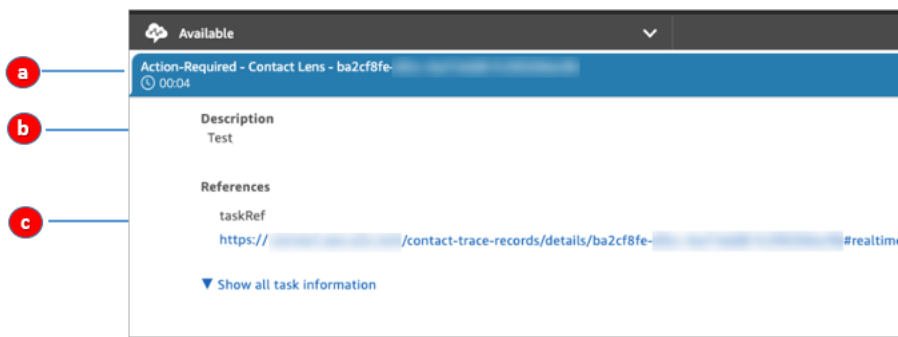 Available
a
Action-Required - Contact Lens - ba2cf8fe-
00:04
b
Description
Test
References
c
taskRef
https:// /contact-trace-records/details/ba2cf8fe- #realtime
Show all task information